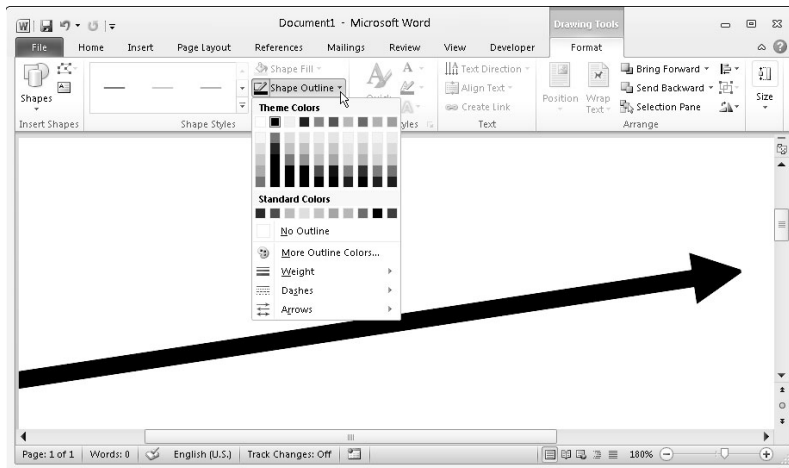 W Document1 - Microsoft Word Drawing Tools
File Home Insert Page Layout References Mailings Review View Developer Format
Shape Fill A A Text Direction Bring Forward
Shape Outline Align Text Send Backward
Shapes Create Link Position Wrap Text Selection Pane Size
Insert Shapes Shape Styles Text Arrange
Theme Colors
Standard Colors
No Outline
More Outline Colors...
Weight
Dashes
Arrows
Page: 1 of 1 Words: 0 English (U.S.) Track Changes: Off 180%